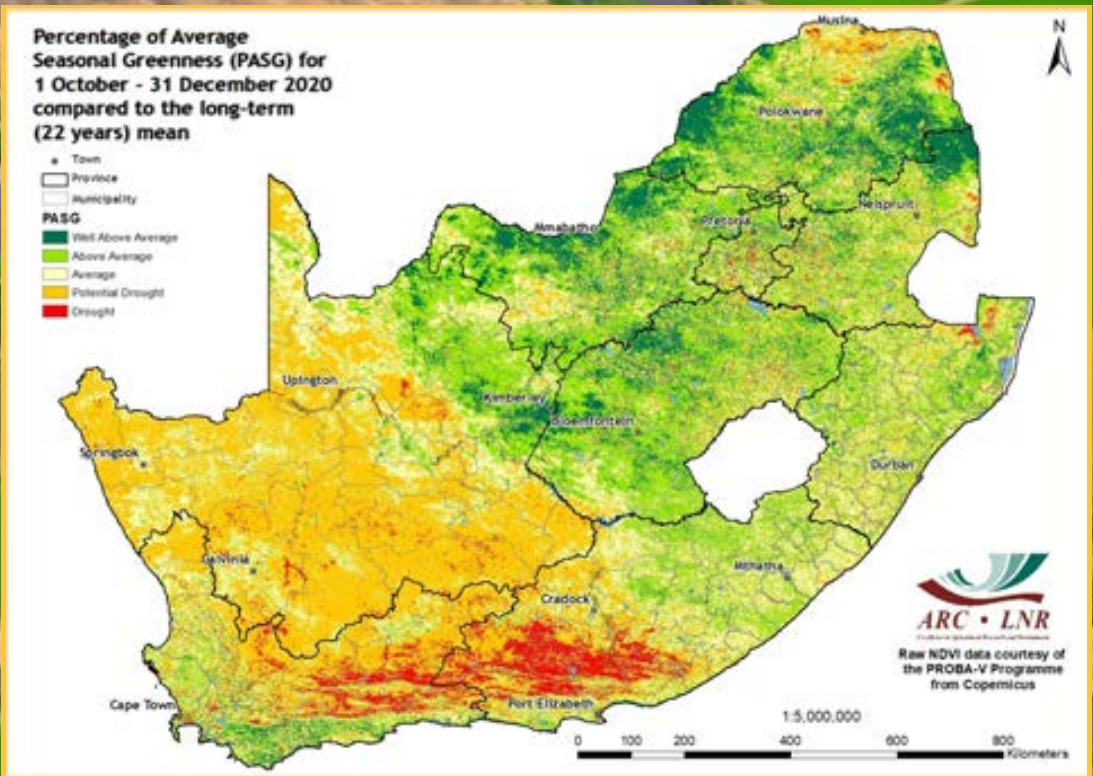 Percentage of Average
Seasonal Greenness (PASG) for
1 October - 31 December 2020
compared to the long-term
(22 years) mean
Town
Province
Municipality
PASG
Well Above Average
Above Average
Average
Potential Drought
Drought
N
Musina
Polokwane
Nelspruit
Pretoria
Mmabatho
Upington
Kimberley
Bloemfontein
Springbok
Durban
Calvinia
Mthatha
Cradock
Cape Town
Port Elizabeth
ARC • LNR
Raw NDVI data courtesy of
the PROBA-V Programme
from Copernicus
1:5,000,000
0 100 200 400 600 800
Kilometers